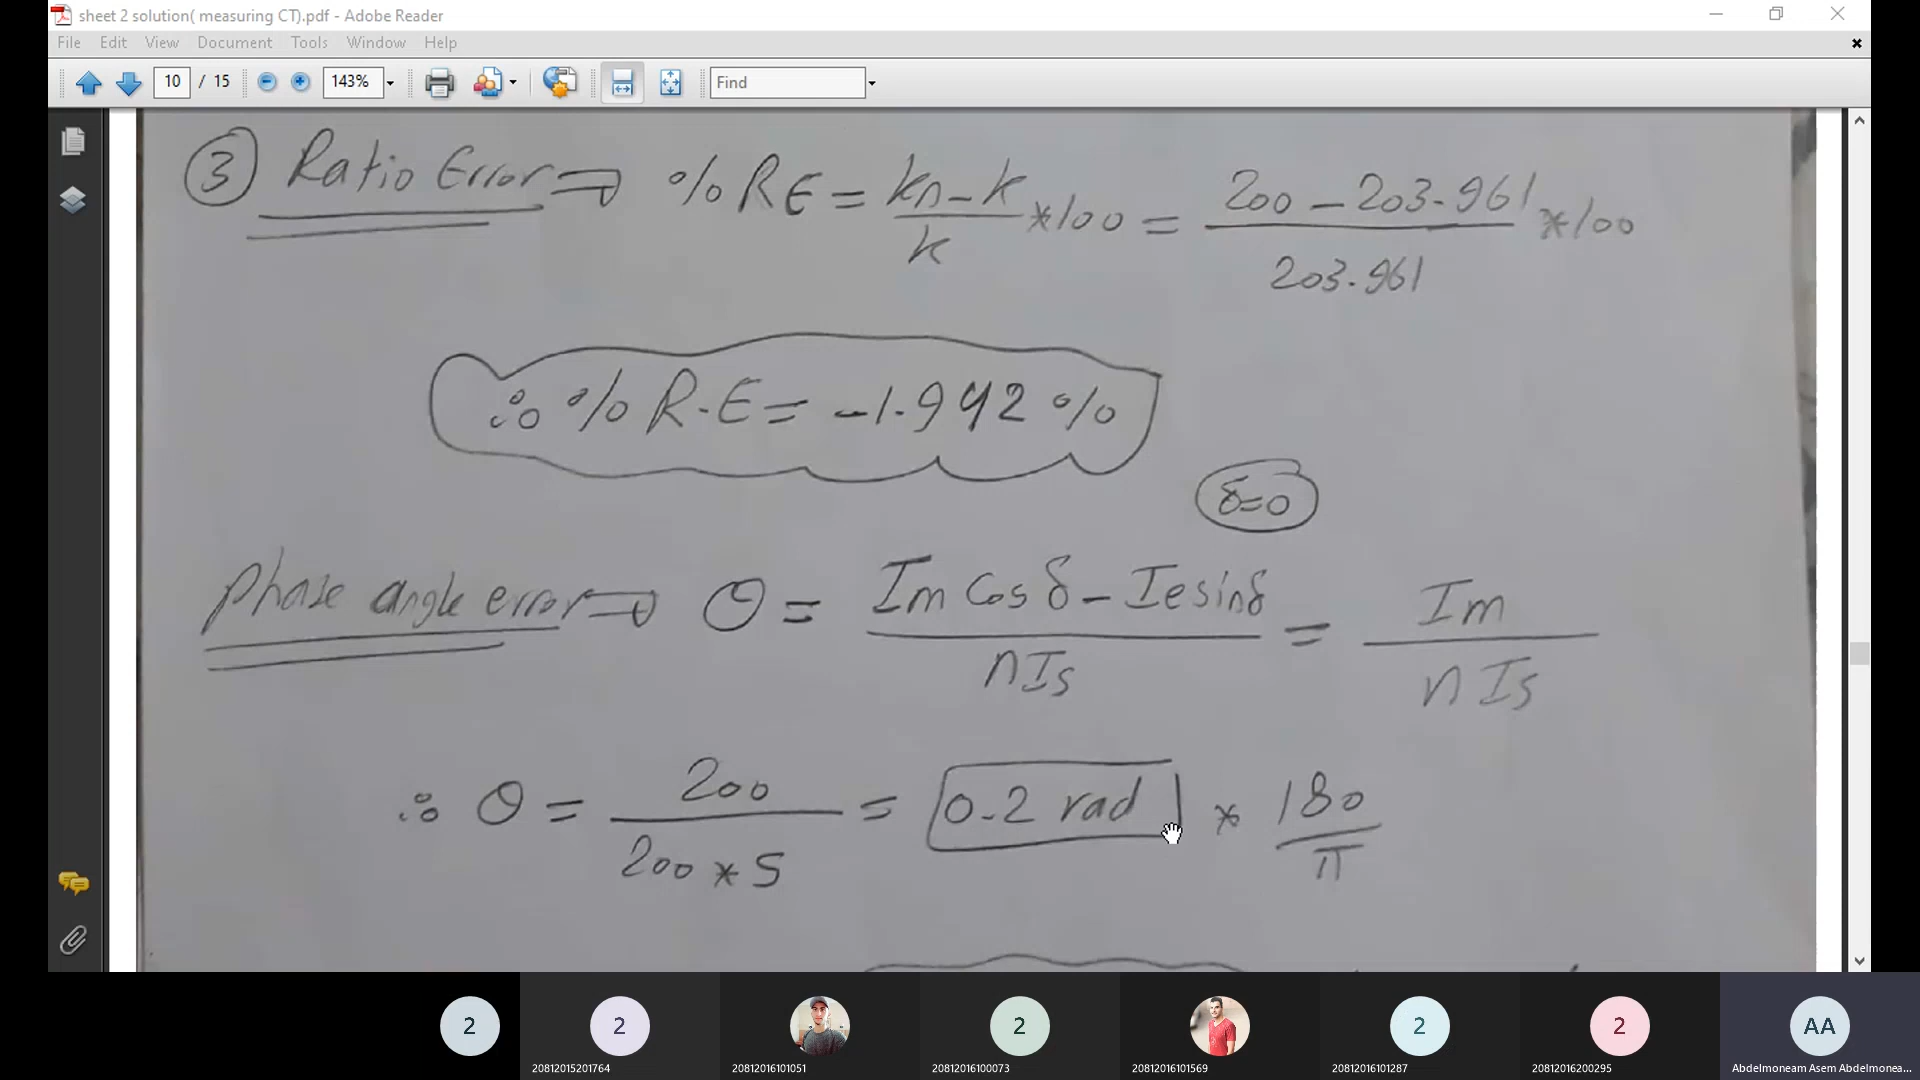 sheet 2 solution( measuring CT).pdf - Adobe Reader
File Edit View Document Tools Window Help
10 / 15 143% Find
③ Ratio Error ⇒ % RE = kn - k / k * 100 = 200 - 203.961 / 203.961 * 100
∴ % R.E = -1.942 %
δ=0
phase angle error ⇒ θ = Im Cos δ - Ie sin δ / n Is = Im / n Is
∴ θ = 200 / 200 * 5 = 0.2 rad * 180 / π
2 2 2 2 2 AA
20812015201764 20812016101051 20812016100073 20812016101569 20812016101287 20812016200295 Abdelmoneam Asem Abdelmonea...